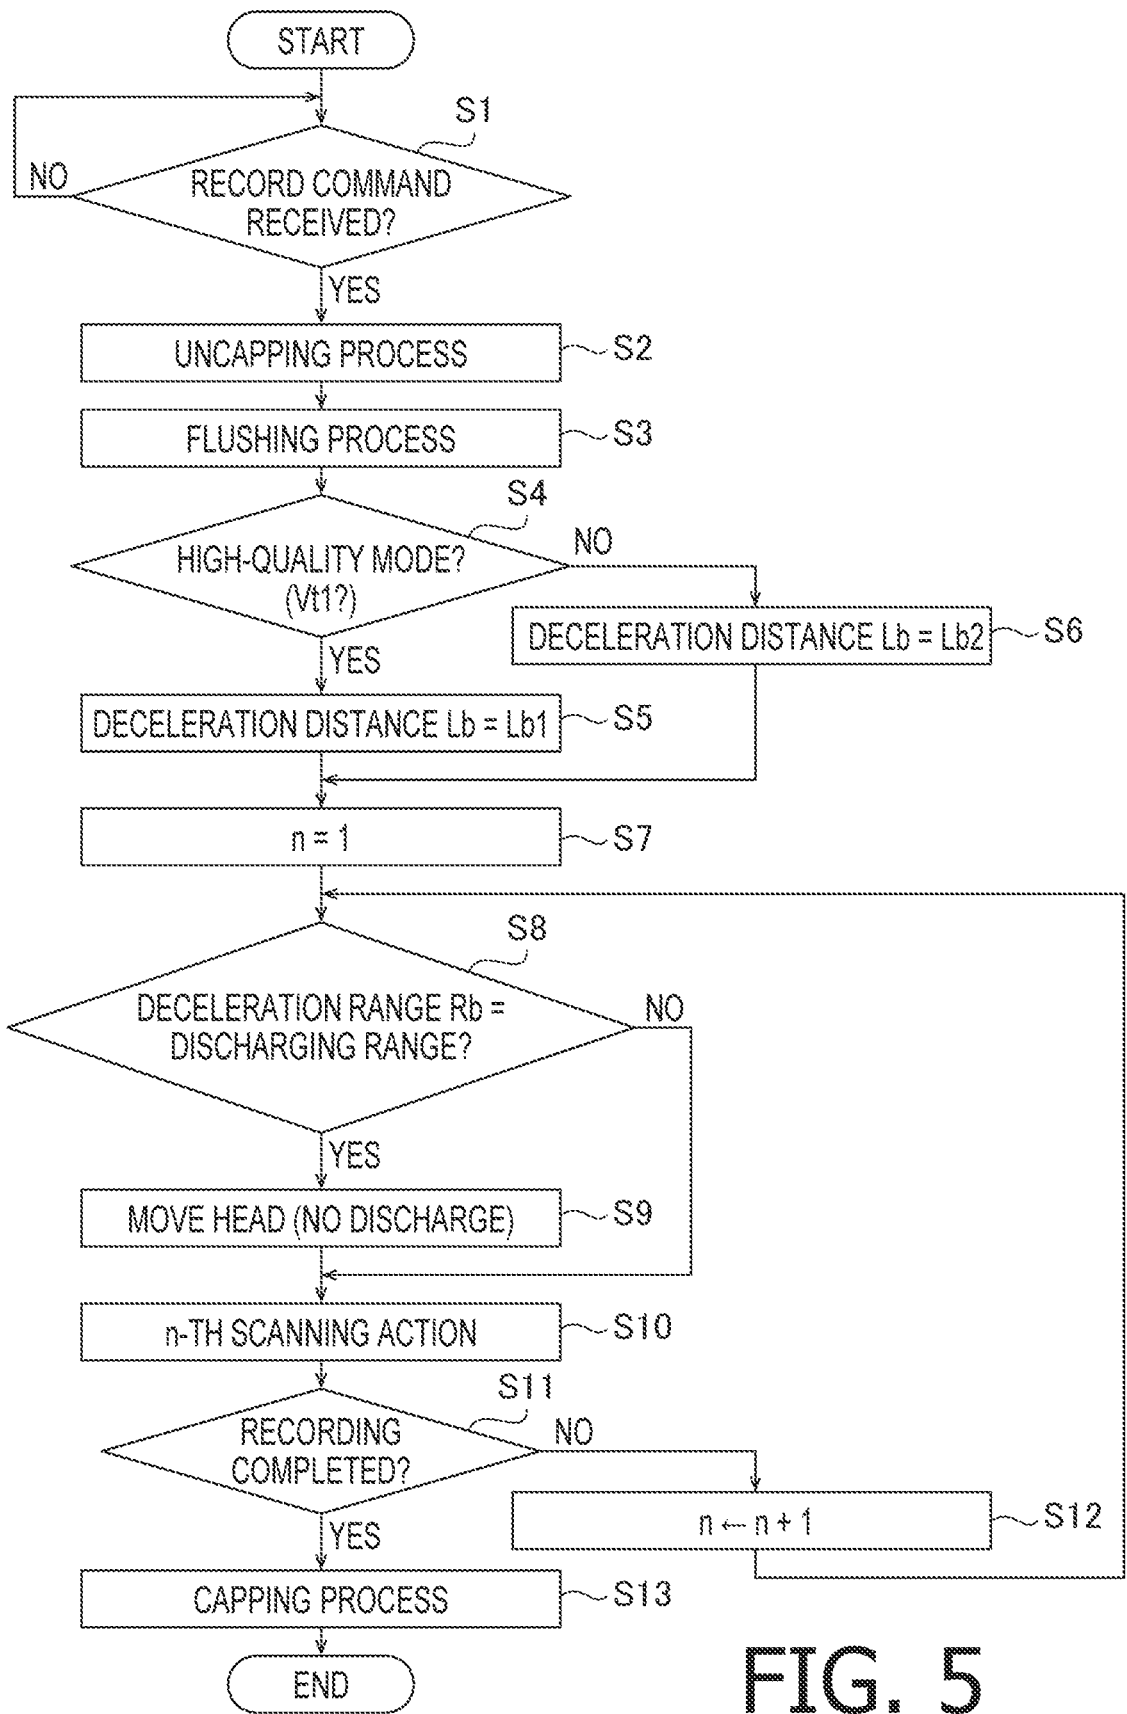 START
S1
NO
RECORD COMMAND
RECEIVED?
YES
UNCAPPING PROCESS
S2
FLUSHING PROCESS
S3
S4
HIGH-QUALITY MODE?
(Vt1?)
NO
DECELERATION DISTANCE Lb = Lb2
S6
YES
DECELERATION DISTANCE Lb = Lb1
S5
n = 1
S7
S8
DECELERATION RANGE Rb =
DISCHARGING RANGE?
NO
YES
MOVE HEAD (NO DISCHARGE)
S9
n-TH SCANNING ACTION
S10
S11
RECORDING
COMPLETED?
NO
n ← n + 1
S12
YES
CAPPING PROCESS
S13
END
FIG. 5